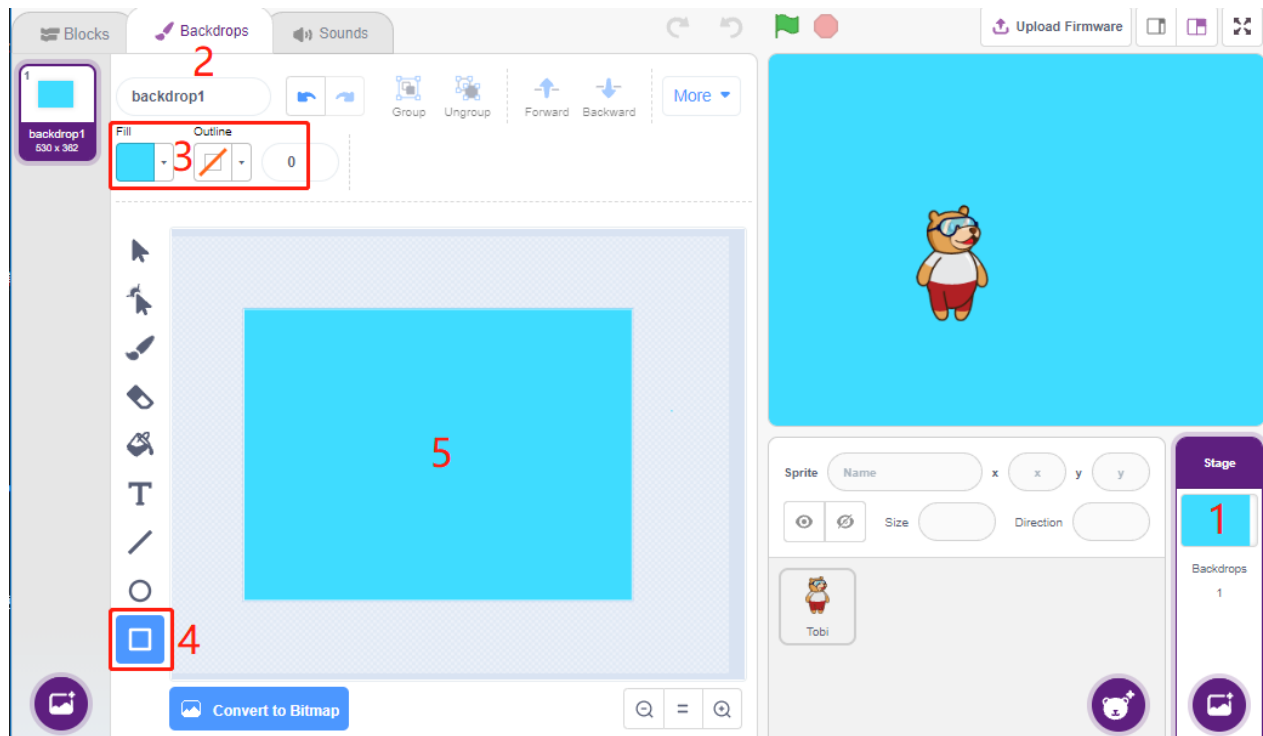 Blocks
Backdrops
Sounds
Upload Firmware
2
1
backdrop1
Group
Ungroup
Forward
Backward
More
backdrop1
530 x 362
Fill
Outline
3
0
5
Sprite
Name
x
x
y
y
Stage
Size
Direction
1
Backdrops
1
Tobi
4
T
Convert to Bitmap